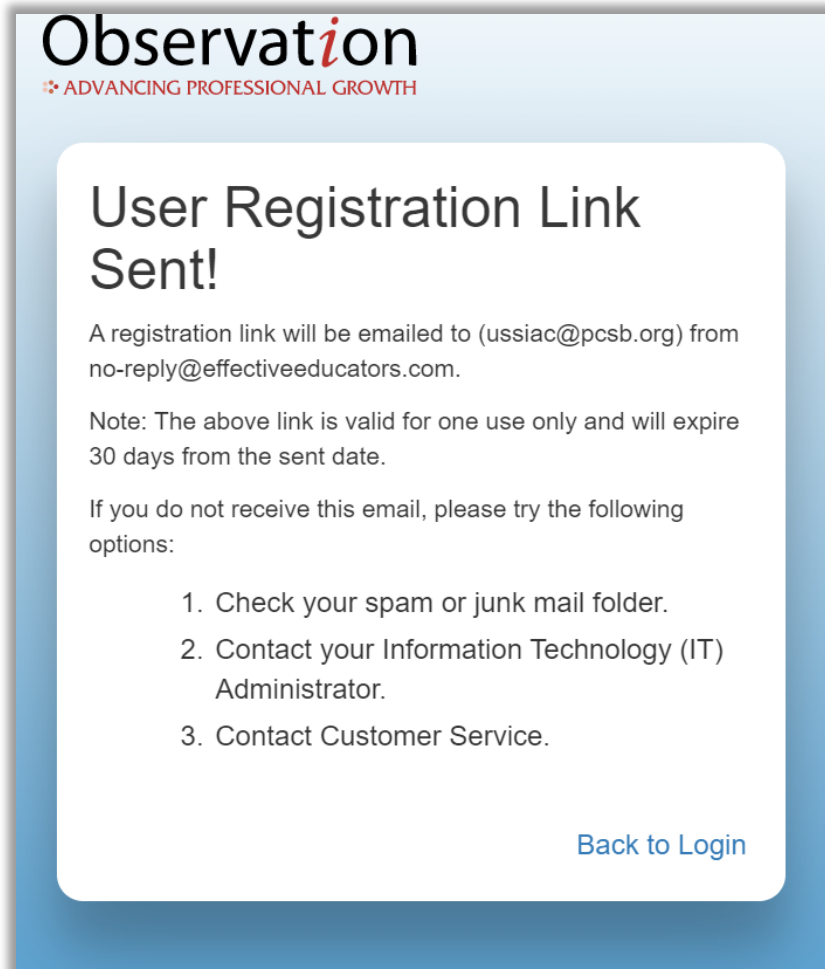 Observation
ADVANCING PROFESSIONAL GROWTH
User Registration Link
Sent!
A registration link will be emailed to (ussiac@pcsb.org) from
no-reply@effectiveeducators.com.
Note: The above link is valid for one use only and will expire
30 days from the sent date.
If you do not receive this email, please try the following
options:
1. Check your spam or junk mail folder.
2. Contact your Information Technology (IT)
Administrator.
3. Contact Customer Service.
Back to Login